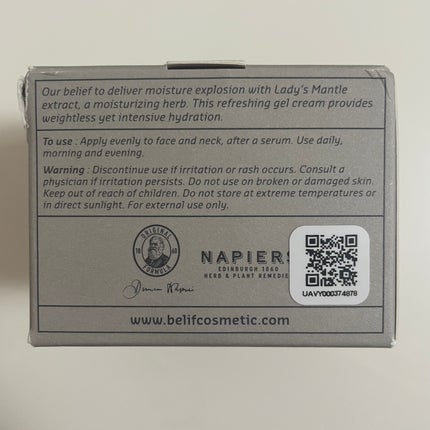 Our belief to deliver moisture explosion with Lady's Mantle
extract, a moisturizing herb. This refreshing gel cream provides
weightless yet intensive hydration.
To use : Apply evenly to face and neck, after a serum. Use daily,
morning and evening.
Warning : Discontinue use if irritation or rash occurs. Consult a
physician if irritation persists. Do not use on broken or damaged skin.
Keep out of reach of children. Do not store at extreme temperatures or
in direct sunlight. For external use only.
ORIGINAL
18 60
FORMULA
NAPIERS
EDINBURGH 1860
HERB & PLANT REMEDIE
UAVY000374878
www.belifcosmetic.com